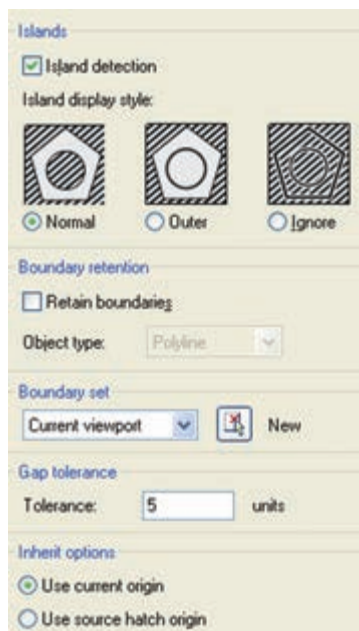 Islands
Island detection
Island display style:
Normal Outer Ignore
Boundary retention
Retain boundaries
Object type: Polyline
Boundary set
Current viewport New
Gap tolerance
Tolerance: 5 units
Inherit options
Use current origin
Use source hatch origin